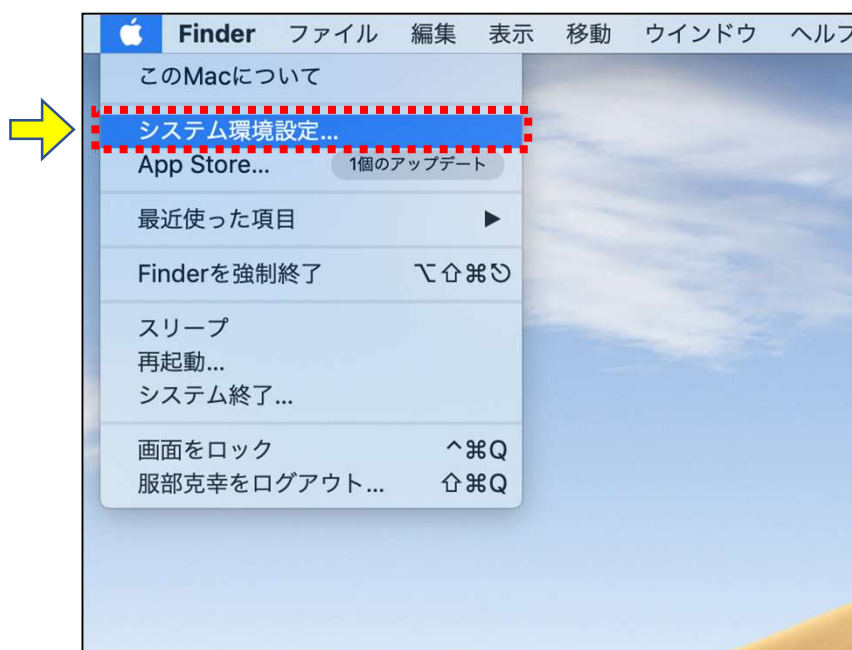 Finder ファイル 編集 表示 移動 ウインドウ ヘルプ
このMacについて
システム環境設定...
App Store... 1個のアップデート
最近使った項目 ▶
Finderを強制終了 ⌥⇧⌘⎋
スリープ
再起動...
システム終了...
画面をロック ^⌘Q
服部克幸をログアウト... ⇧⌘Q